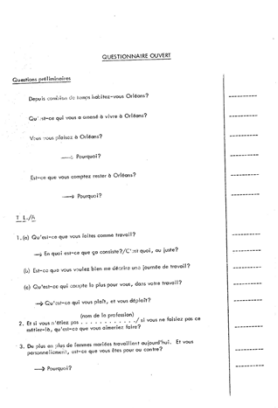 QUESTIONNAIRE OUVERT
Questions préliminaires
Depuis combien de temps habitez-vous Orléans?
Qu'est-ce qui vous a amené à vivre à Orléans?
Vous vous plaisez à Orléans?
→ Pourquoi?
Est-ce que vous comptez rester à Orléans?
→ Pourquoi?
1. (a) Qu'est-ce que vous faites comme travail?
→ En quoi est-ce que ça consiste?/C'est quoi, au juste?
(b) Est-ce que vous voulez bien me décrire une journée de travail?
(c) Qu'est-ce qui compte le plus pour vous, dans votre travail?
→ Qu'est-ce qui vous plaît, et vous déplaît?
(nom de la profession)
2. Et si vous n'étiez pas . . . . . . . . . . . ./ si vous ne faisiez pas ce
métier-là, qu'est-ce que vous aimeriez faire?
3. De plus en plus de femmes mariées travaillent aujourd'hui. Et vous
personnellement, est-ce que vous êtes pour ou contre?
→ Pourquoi?